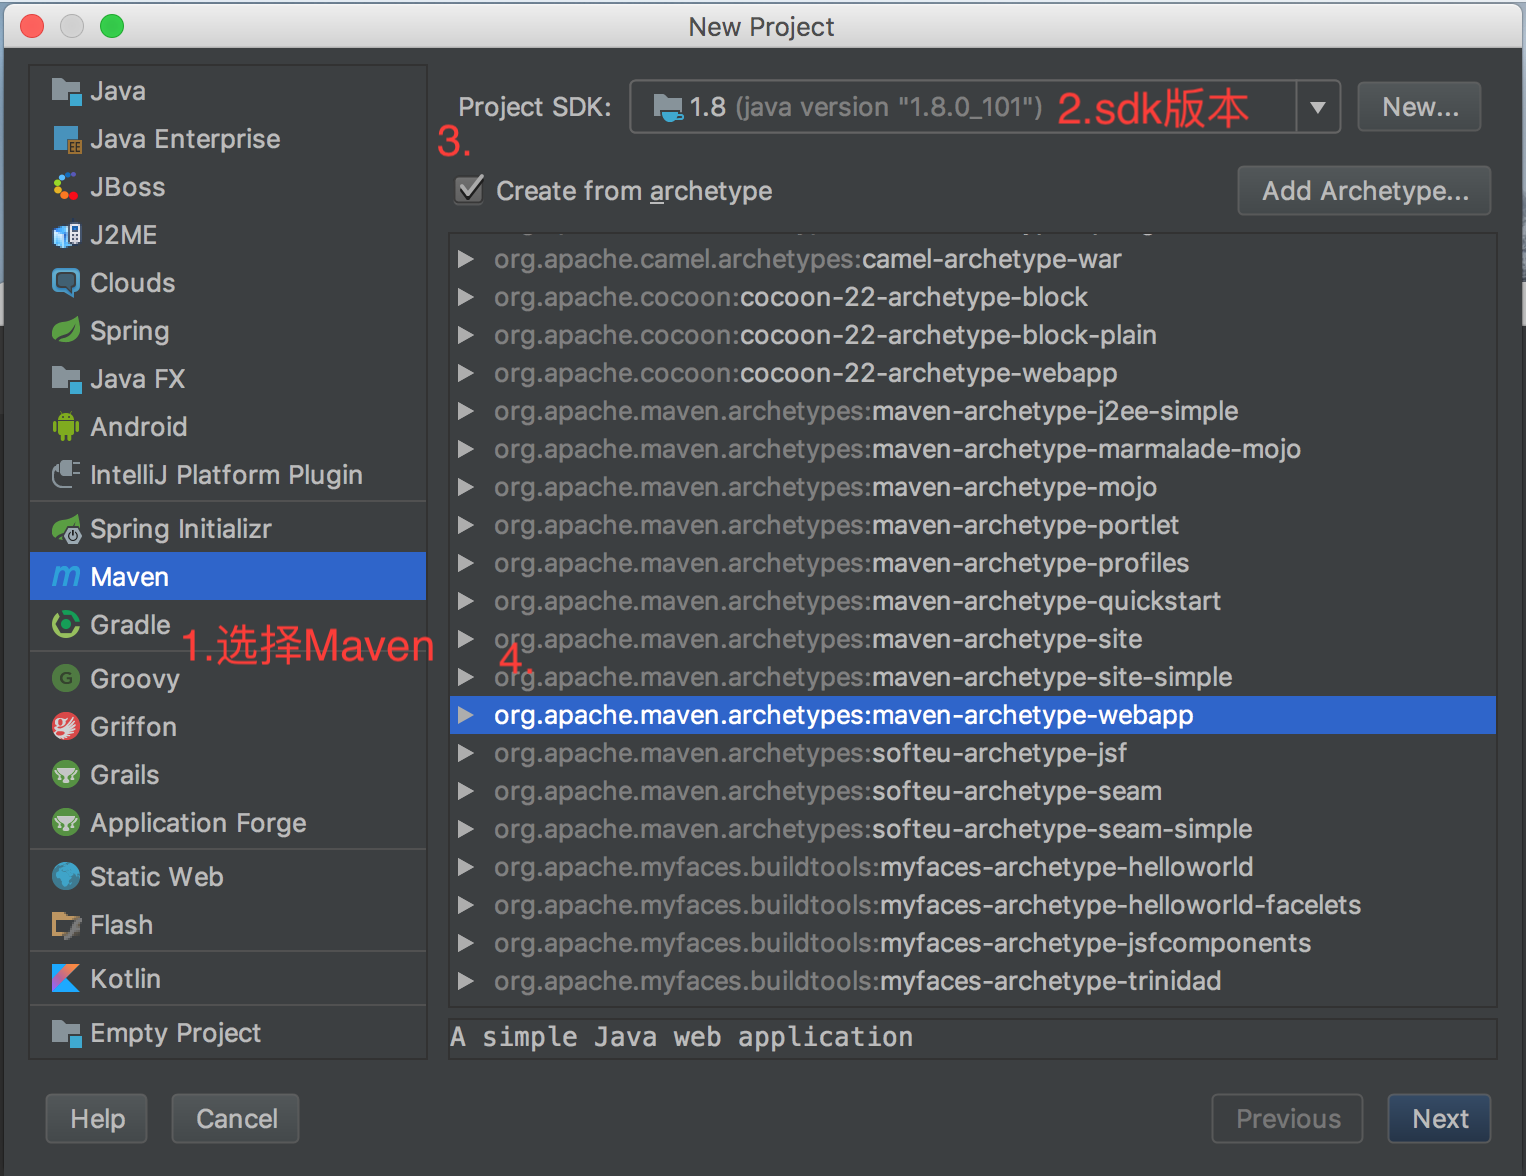 New Project
Java
Java Enterprise
JBoss
J2ME
Clouds
Spring
Java FX
Android
IntelliJ Platform Plugin
Spring Initializr
Maven
Gradle
1.选择Maven
Groovy
Griffon
Grails
Application Forge
Static Web
Flash
Kotlin
Empty Project
Project SDK: 1.8 (java version "1.8.0_101") 2.sdk版本 New...
3.
Create from archetype Add Archetype...
org.apache.camel.archetypes:camel-archetype-war
org.apache.cocoon:cocoon-22-archetype-block
org.apache.cocoon:cocoon-22-archetype-block-plain
org.apache.cocoon:cocoon-22-archetype-webapp
org.apache.maven.archetypes:maven-archetype-j2ee-simple
org.apache.maven.archetypes:maven-archetype-marmalade-mojo
org.apache.maven.archetypes:maven-archetype-mojo
org.apache.maven.archetypes:maven-archetype-portlet
org.apache.maven.archetypes:maven-archetype-profiles
org.apache.maven.archetypes:maven-archetype-quickstart
org.apache.maven.archetypes:maven-archetype-site
4.
org.apache.maven.archetypes:maven-archetype-site-simple
org.apache.maven.archetypes:maven-archetype-webapp
org.apache.maven.archetypes:softeu-archetype-jsf
org.apache.maven.archetypes:softeu-archetype-seam
org.apache.maven.archetypes:softeu-archetype-seam-simple
org.apache.myfaces.buildtools:myfaces-archetype-helloworld
org.apache.myfaces.buildtools:myfaces-archetype-helloworld-facelets
org.apache.myfaces.buildtools:myfaces-archetype-jsfcomponents
org.apache.myfaces.buildtools:myfaces-archetype-trinidad
A simple Java web application
Help Cancel Previous Next